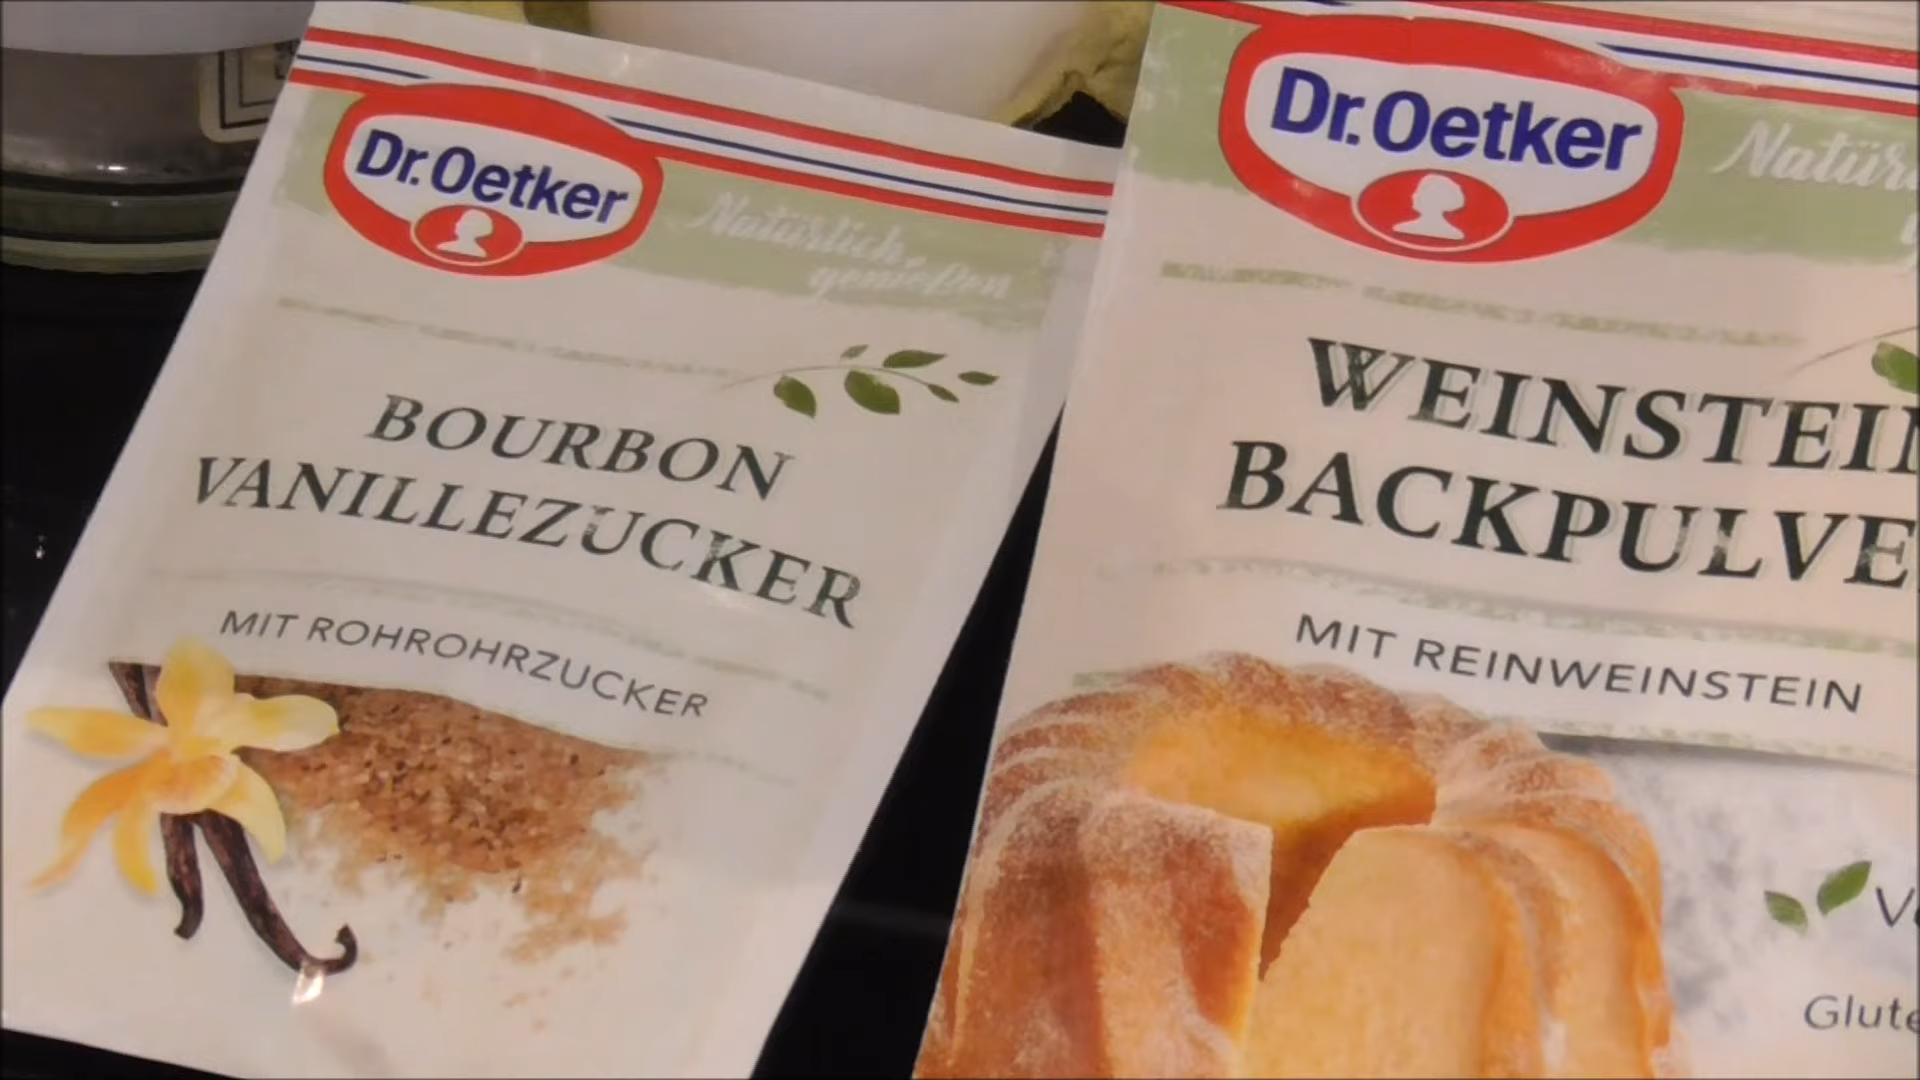 Dr. Oetker
Natürlich
genießen
BOURBON
VANILLEZUCKER
MIT ROHROHRZUCKER
Dr. Oetker
WEINSTEIN
BACKPULVE
MIT REINWEINSTEIN